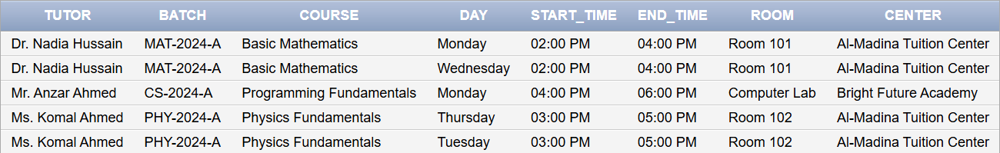 TUTOR BATCH COURSE DAY START_TIME END_TIME ROOM CENTER
Dr. Nadia Hussain MAT-2024-A Basic Mathematics Monday 02:00 PM 04:00 PM Room 101 Al-Madina Tuition Center
Dr. Nadia Hussain MAT-2024-A Basic Mathematics Wednesday 02:00 PM 04:00 PM Room 101 Al-Madina Tuition Center
Mr. Anzar Ahmed CS-2024-A Programming Fundamentals Monday 04:00 PM 06:00 PM Computer Lab Bright Future Academy
Ms. Komal Ahmed PHY-2024-A Physics Fundamentals Thursday 03:00 PM 05:00 PM Room 102 Al-Madina Tuition Center
Ms. Komal Ahmed PHY-2024-A Physics Fundamentals Tuesday 03:00 PM 05:00 PM Room 102 Al-Madina Tuition Center